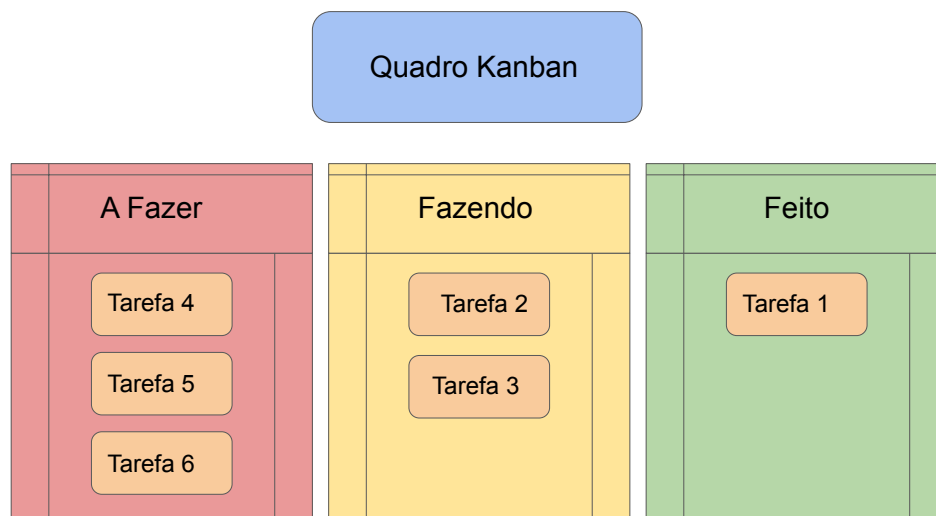 Quadro Kanban
A Fazer
Tarefa 4
Tarefa 5
Tarefa 6
Fazendo
Tarefa 2
Tarefa 3
Feito
Tarefa 1